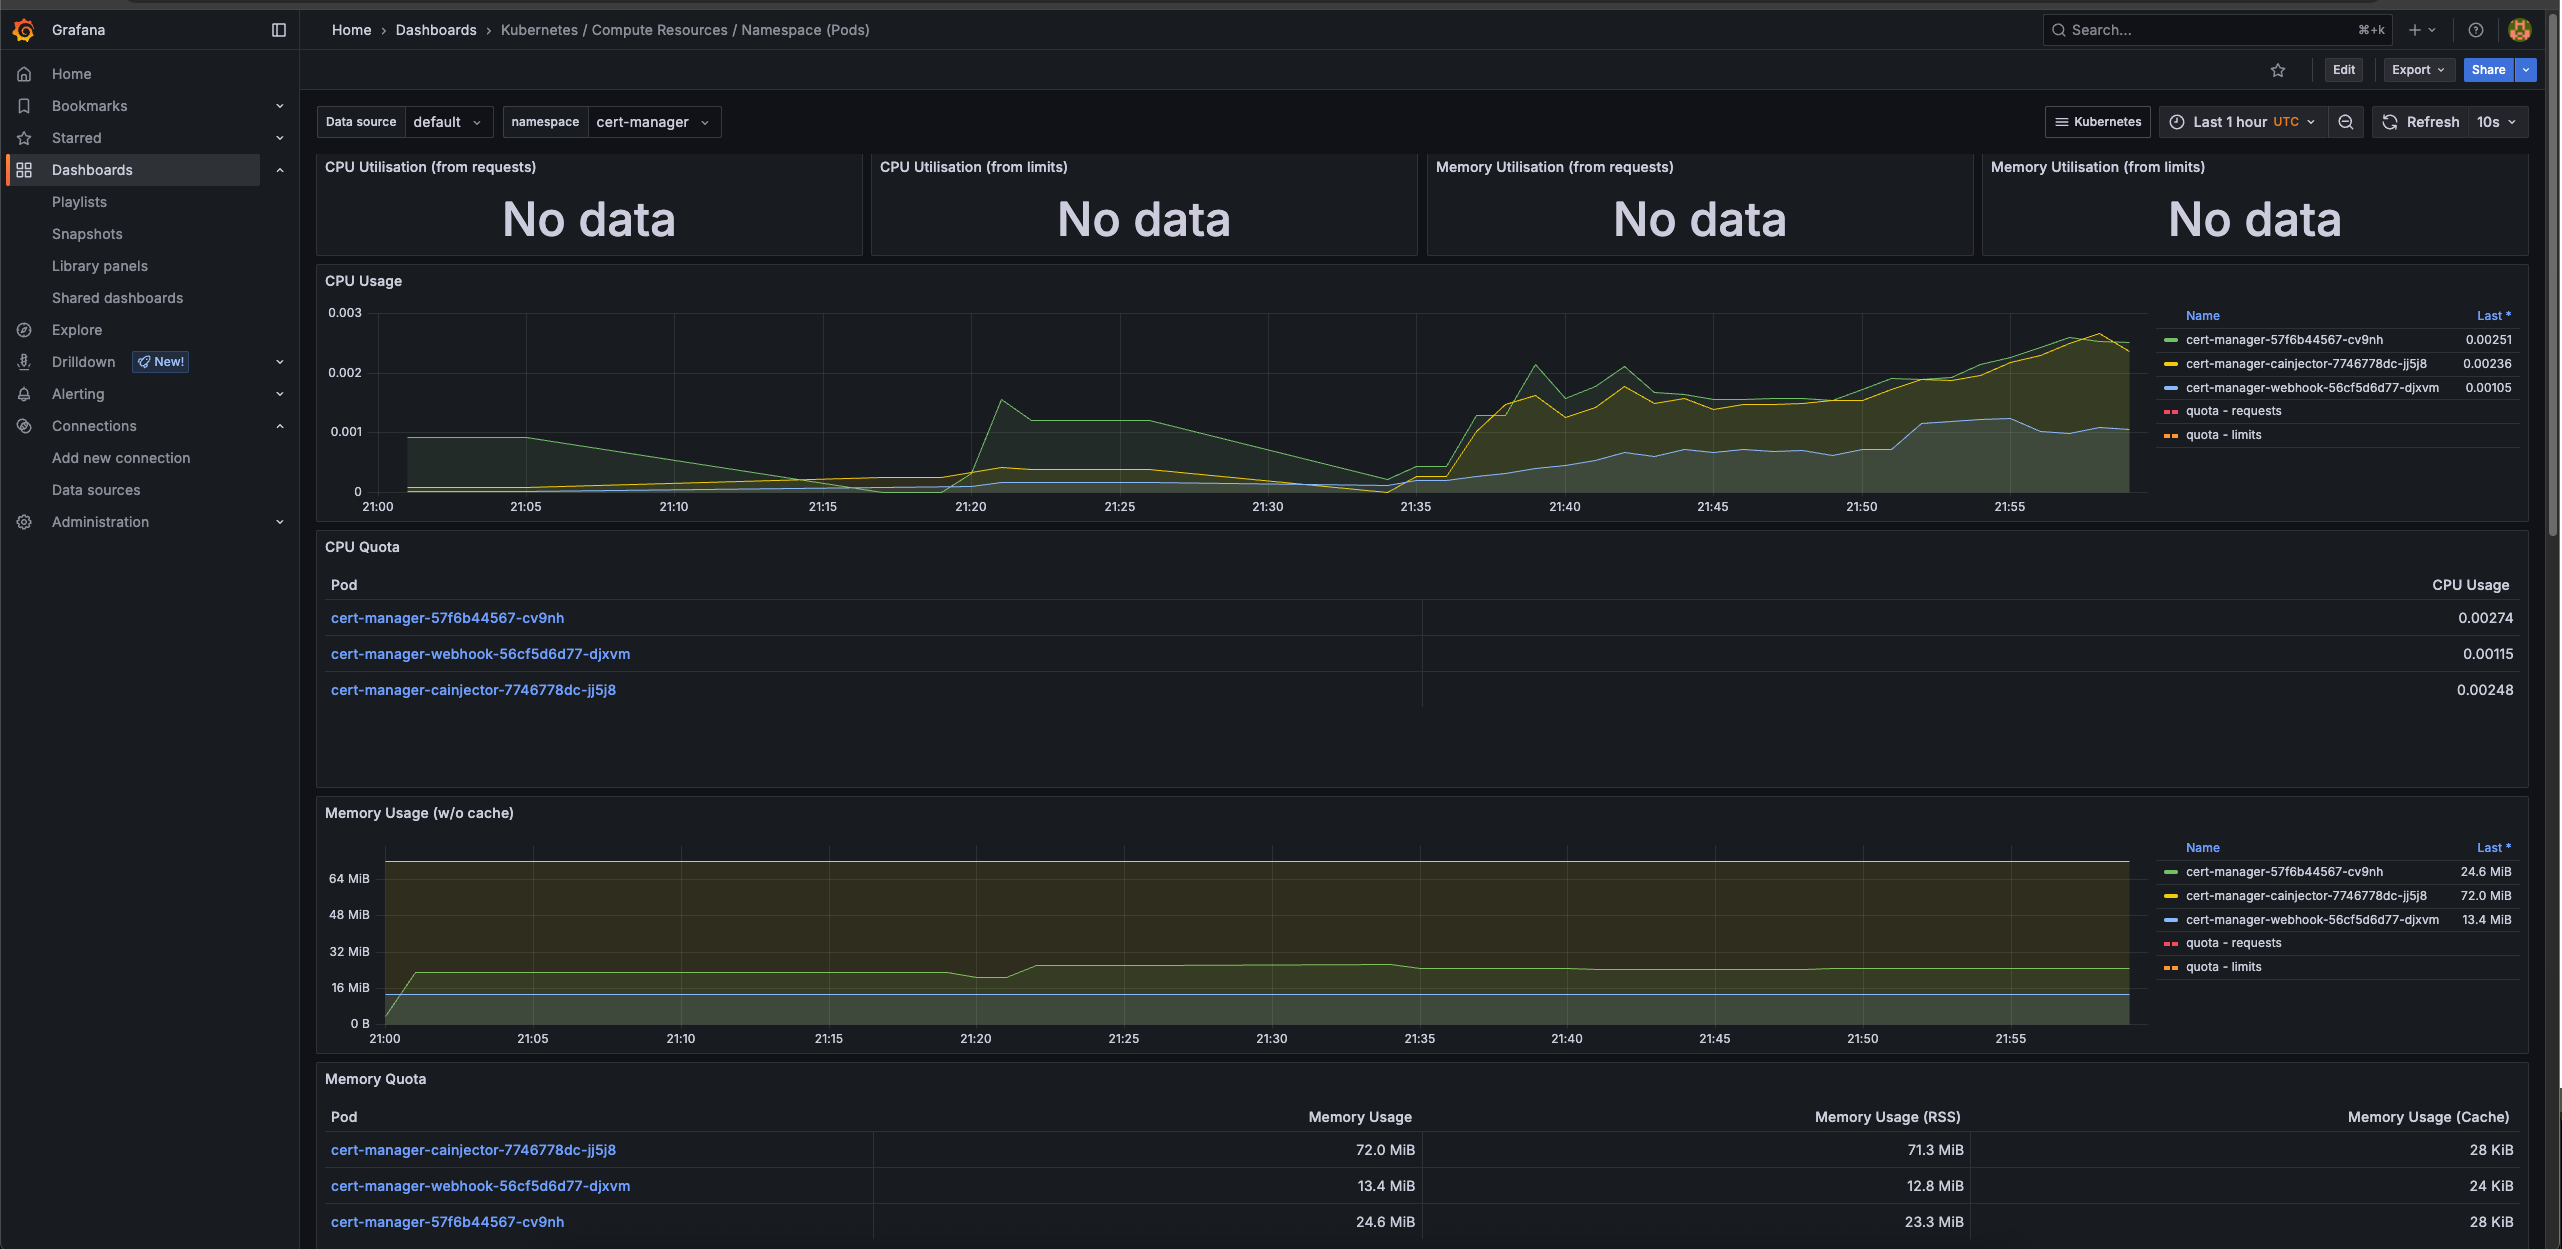 Grafana
Home › Dashboards › Kubernetes / Compute Resources / Namespace (Pods)
Search...
⌘+k
Home
Bookmarks
Starred
Dashboards
Playlists
Snapshots
Library panels
Shared dashboards
Explore
Drilldown New!
Alerting
Connections
Add new connection
Data sources
Administration
Edit
Export
Share
Data source default
namespace cert-manager
Kubernetes
Last 1 hour UTC
Refresh 10s
CPU Utilisation (from requests)
No data
CPU Utilisation (from limits)
No data
Memory Utilisation (from requests)
No data
Memory Utilisation (from limits)
No data
CPU Usage
0.003
0.002
0.001
0
21:00 21:05 21:10 21:15 21:20 21:25 21:30 21:35 21:40 21:45 21:50 21:55
Name Last *
cert-manager-57f6b44567-cv9nh 0.00251
cert-manager-cainjector-7746778dc-jj5j8 0.00236
cert-manager-webhook-56cf5d6d77-djxvm 0.00105
quota - requests
quota - limits
CPU Quota
Pod CPU Usage
cert-manager-57f6b44567-cv9nh 0.00274
cert-manager-webhook-56cf5d6d77-djxvm 0.00115
cert-manager-cainjector-7746778dc-jj5j8 0.00248
Memory Usage (w/o cache)
64 MiB
48 MiB
32 MiB
16 MiB
0 B
21:00 21:05 21:10 21:15 21:20 21:25 21:30 21:35 21:40 21:45 21:50 21:55
Name Last *
cert-manager-57f6b44567-cv9nh 24.6 MiB
cert-manager-cainjector-7746778dc-jj5j8 72.0 MiB
cert-manager-webhook-56cf5d6d77-djxvm 13.4 MiB
quota - requests
quota - limits
Memory Quota
Pod Memory Usage Memory Usage (RSS) Memory Usage (Cache)
cert-manager-cainjector-7746778dc-jj5j8 72.0 MiB 71.3 MiB 28 KiB
cert-manager-webhook-56cf5d6d77-djxvm 13.4 MiB 12.8 MiB 24 KiB
cert-manager-57f6b44567-cv9nh 24.6 MiB 23.3 MiB 28 KiB